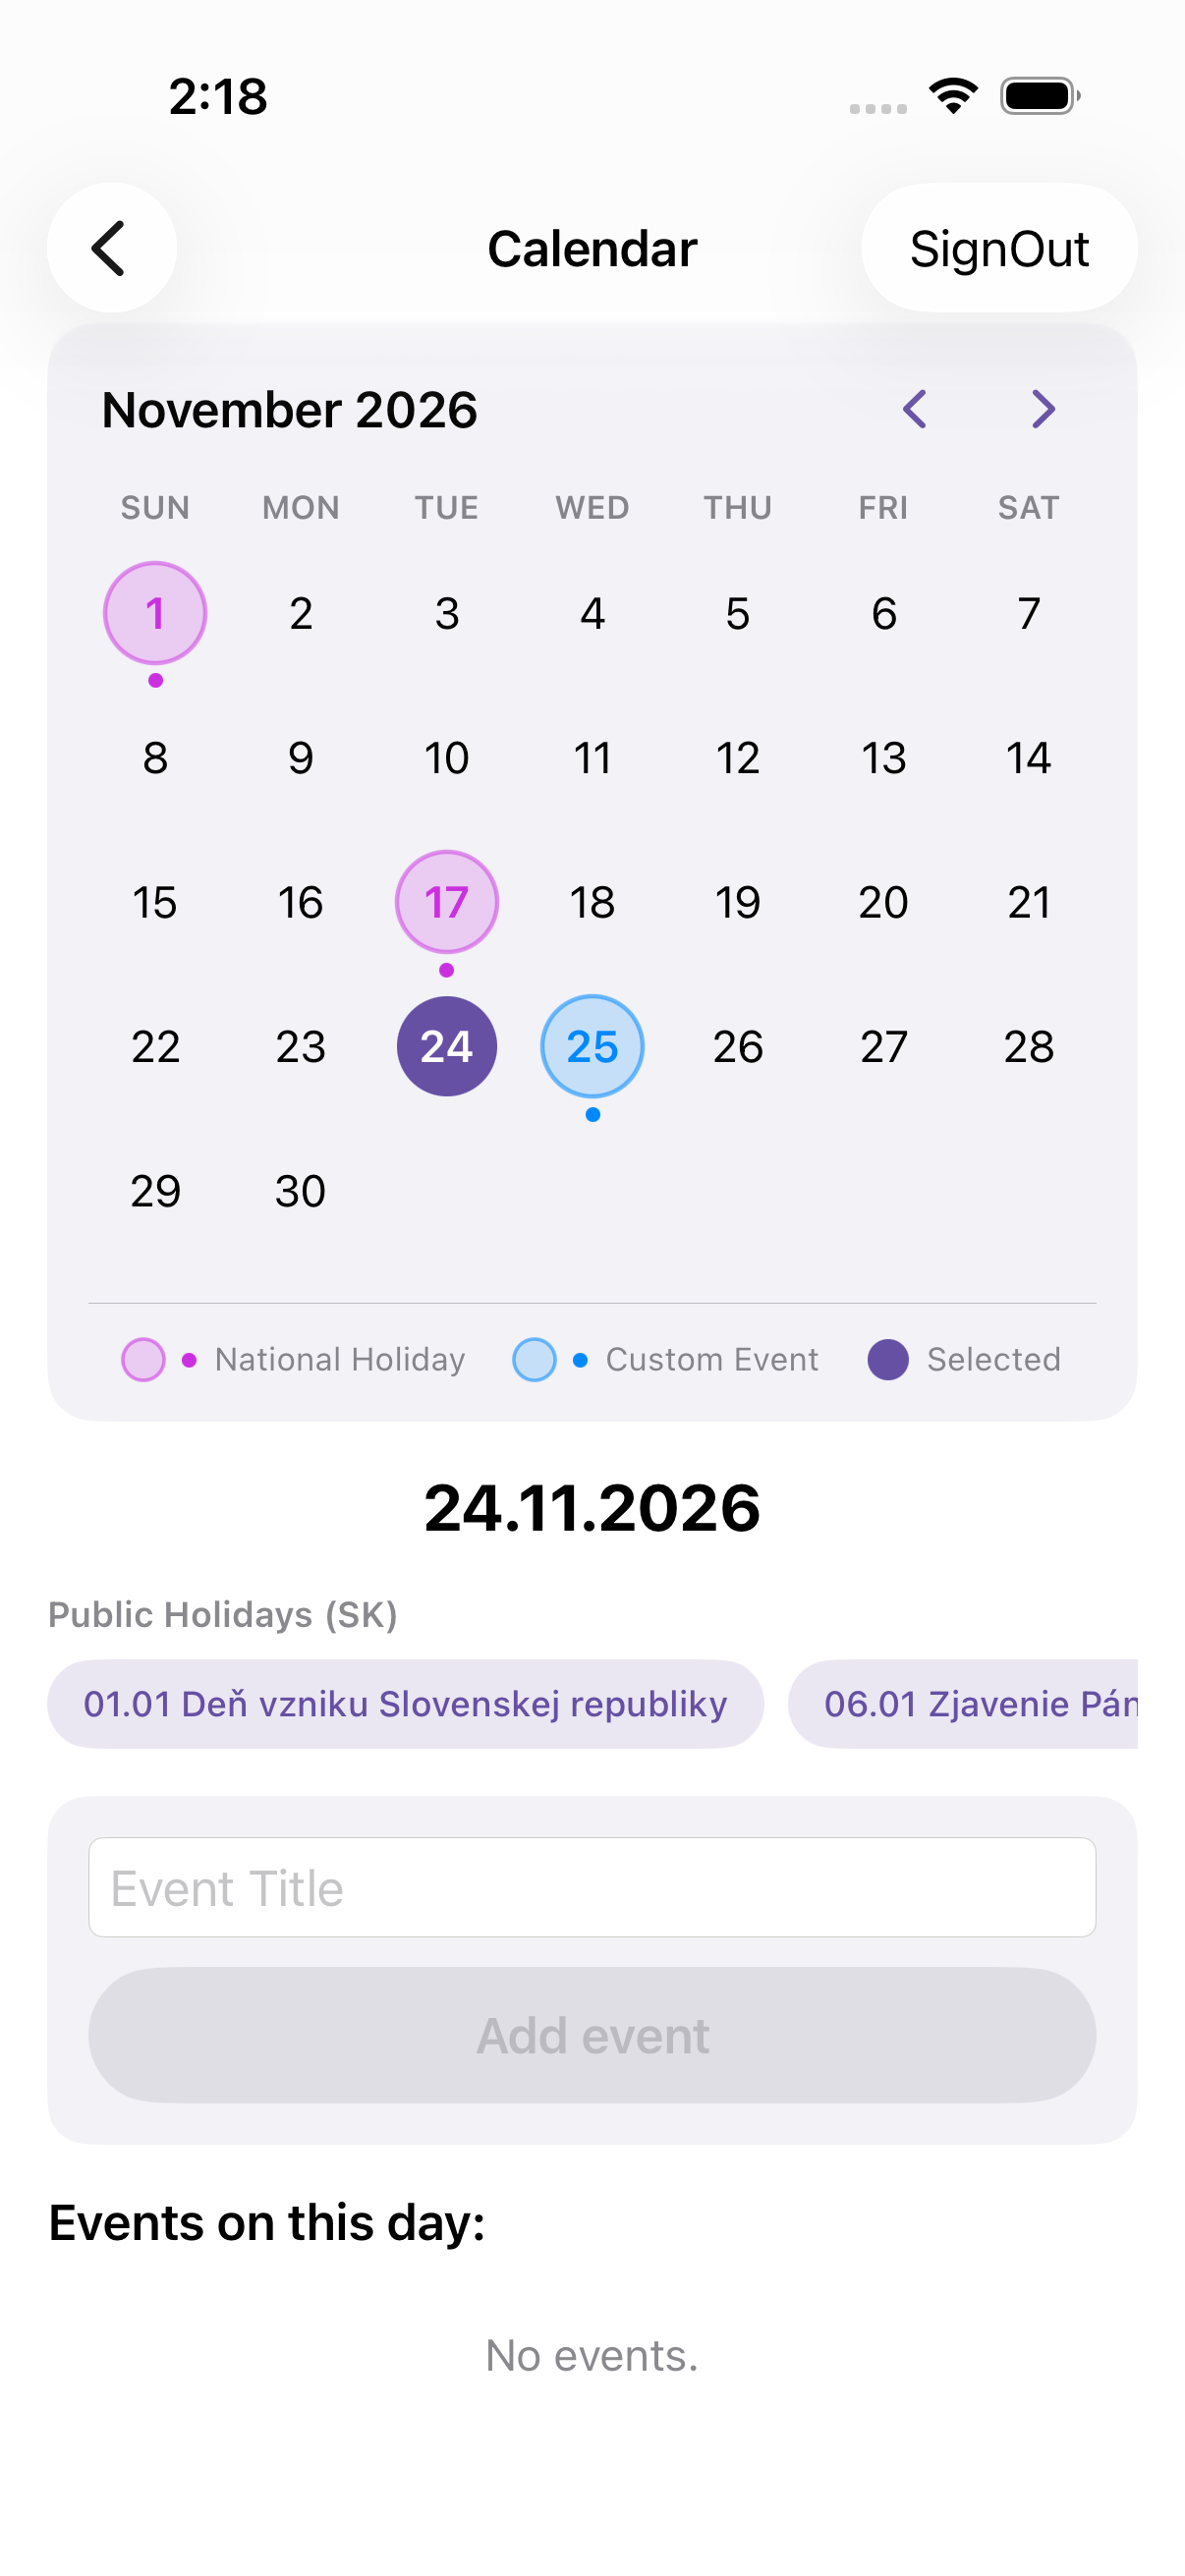 2:18
Calendar
SignOut
November 2026
SUN MON TUE WED THU FRI SAT
1 2 3 4 5 6 7
8 9 10 11 12 13 14
15 16 17 18 19 20 21
22 23 24 25 26 27 28
29 30
National Holiday Custom Event Selected
24.11.2026
Public Holidays (SK)
01.01 Deň vzniku Slovenskej republiky 06.01 Zjavenie Pán
Event Title
Add event
Events on this day:
No events.